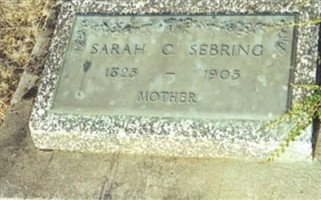 SARAH C. SEBRING
1825 — 1905
MOTHER